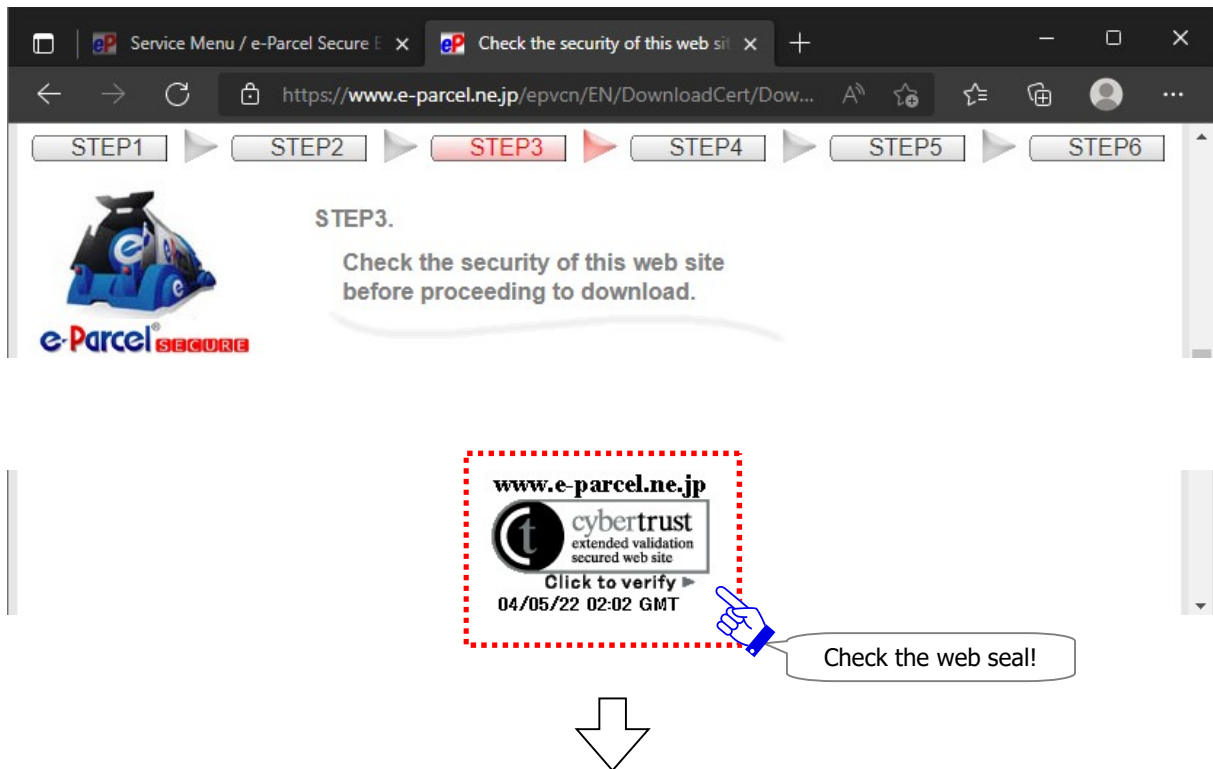 Service Menu / e-Parcel Secure E
Check the security of this web sit
https://www.e-parcel.ne.jp/epvcn/EN/DownloadCert/Dow...
STEP1 STEP2 STEP3 STEP4 STEP5 STEP6
STEP3.
Check the security of this web site
before proceeding to download.
e-Parcel® SECURE
www.e-parcel.ne.jp
cybertrust
extended validation
secured web site
Click to verify
04/05/22 02:02 GMT
Check the web seal!